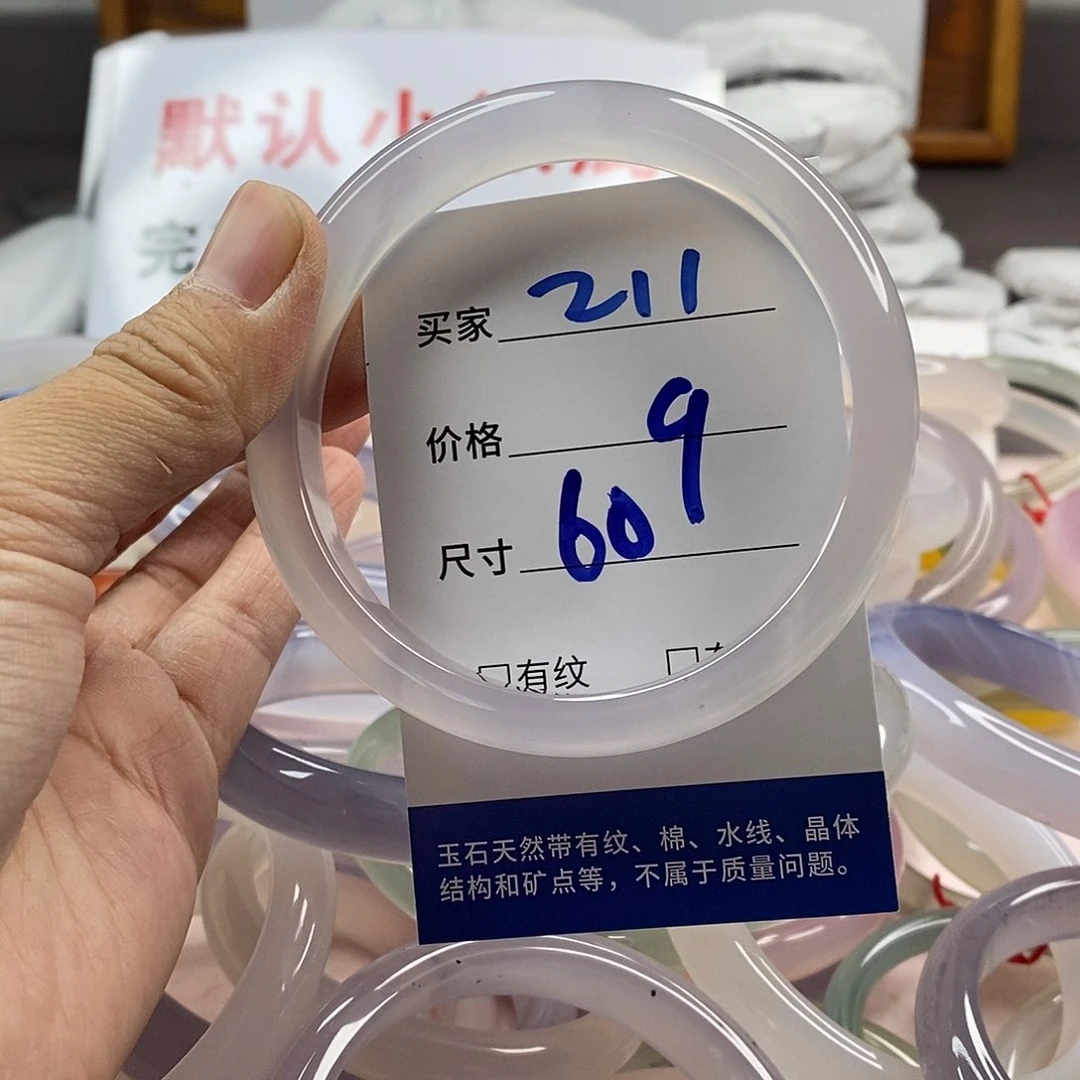 默认小
完
买家 211
价格 9
尺寸 60
□有纹 □有
玉石天然带有纹、棉、水线、晶体
结构和矿点等，不属于质量问题。